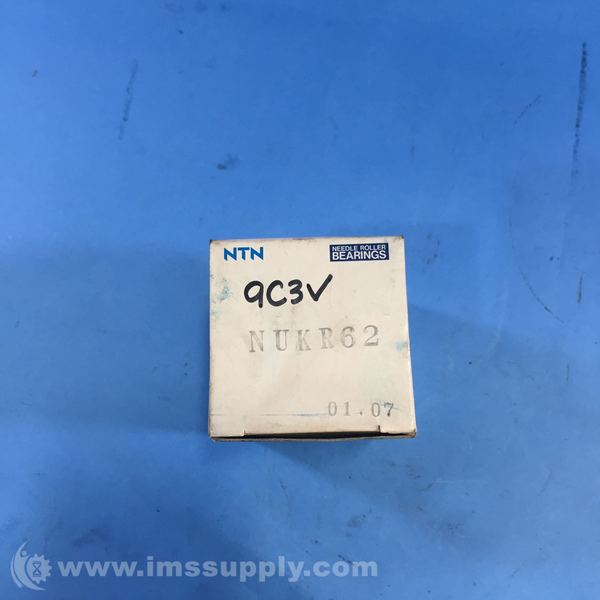 NTN
NEEDLE ROLLER
BEARINGS
9C3V
NUKR62
01.07
www.imssupply.com